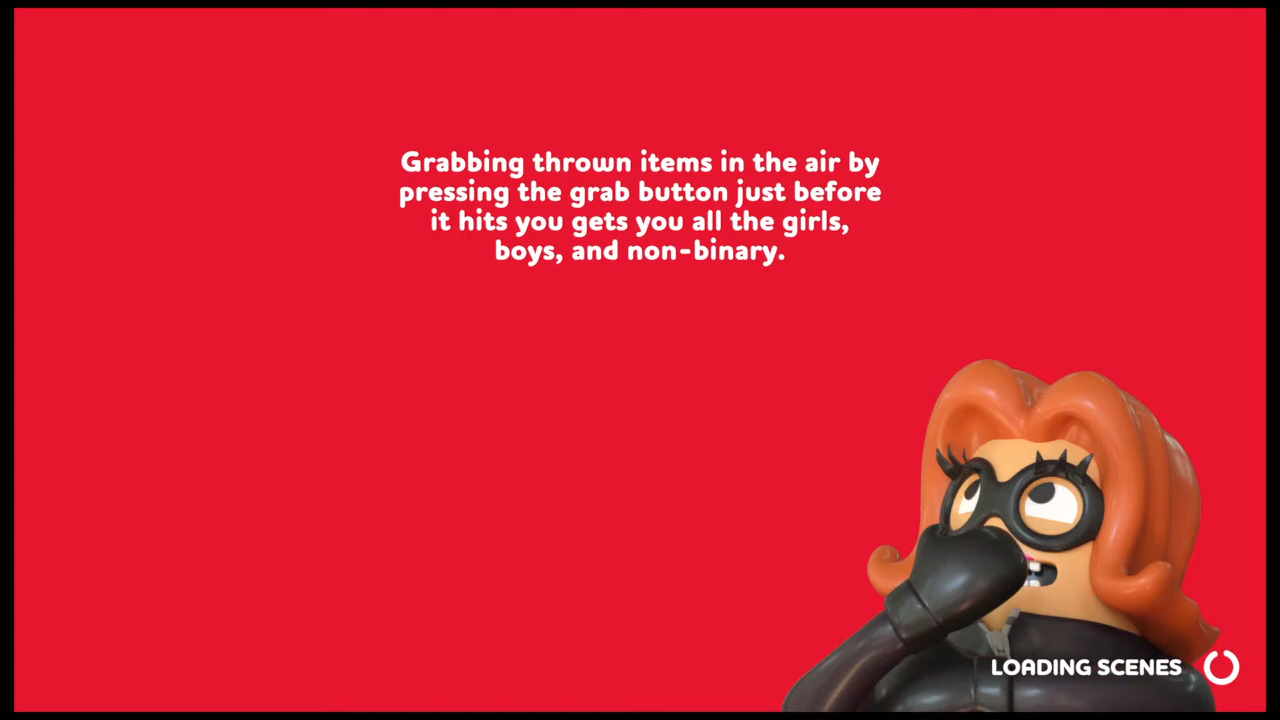 Grabbing thrown items in the air by
pressing the grab button just before
it hits you gets you all the girls,
boys, and non-binary.
LOADING SCENES